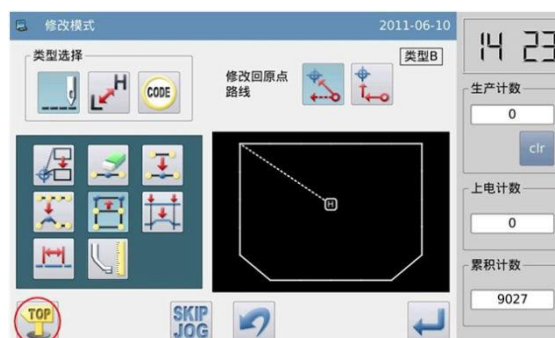 修改模式
2011-06-10
类型选择
类型B
修改回原点
路线
CODE
H
L
H
TOP
SKIP
JOG
14 23
生产计数
0
clr
上电计数
0
累积计数
9027